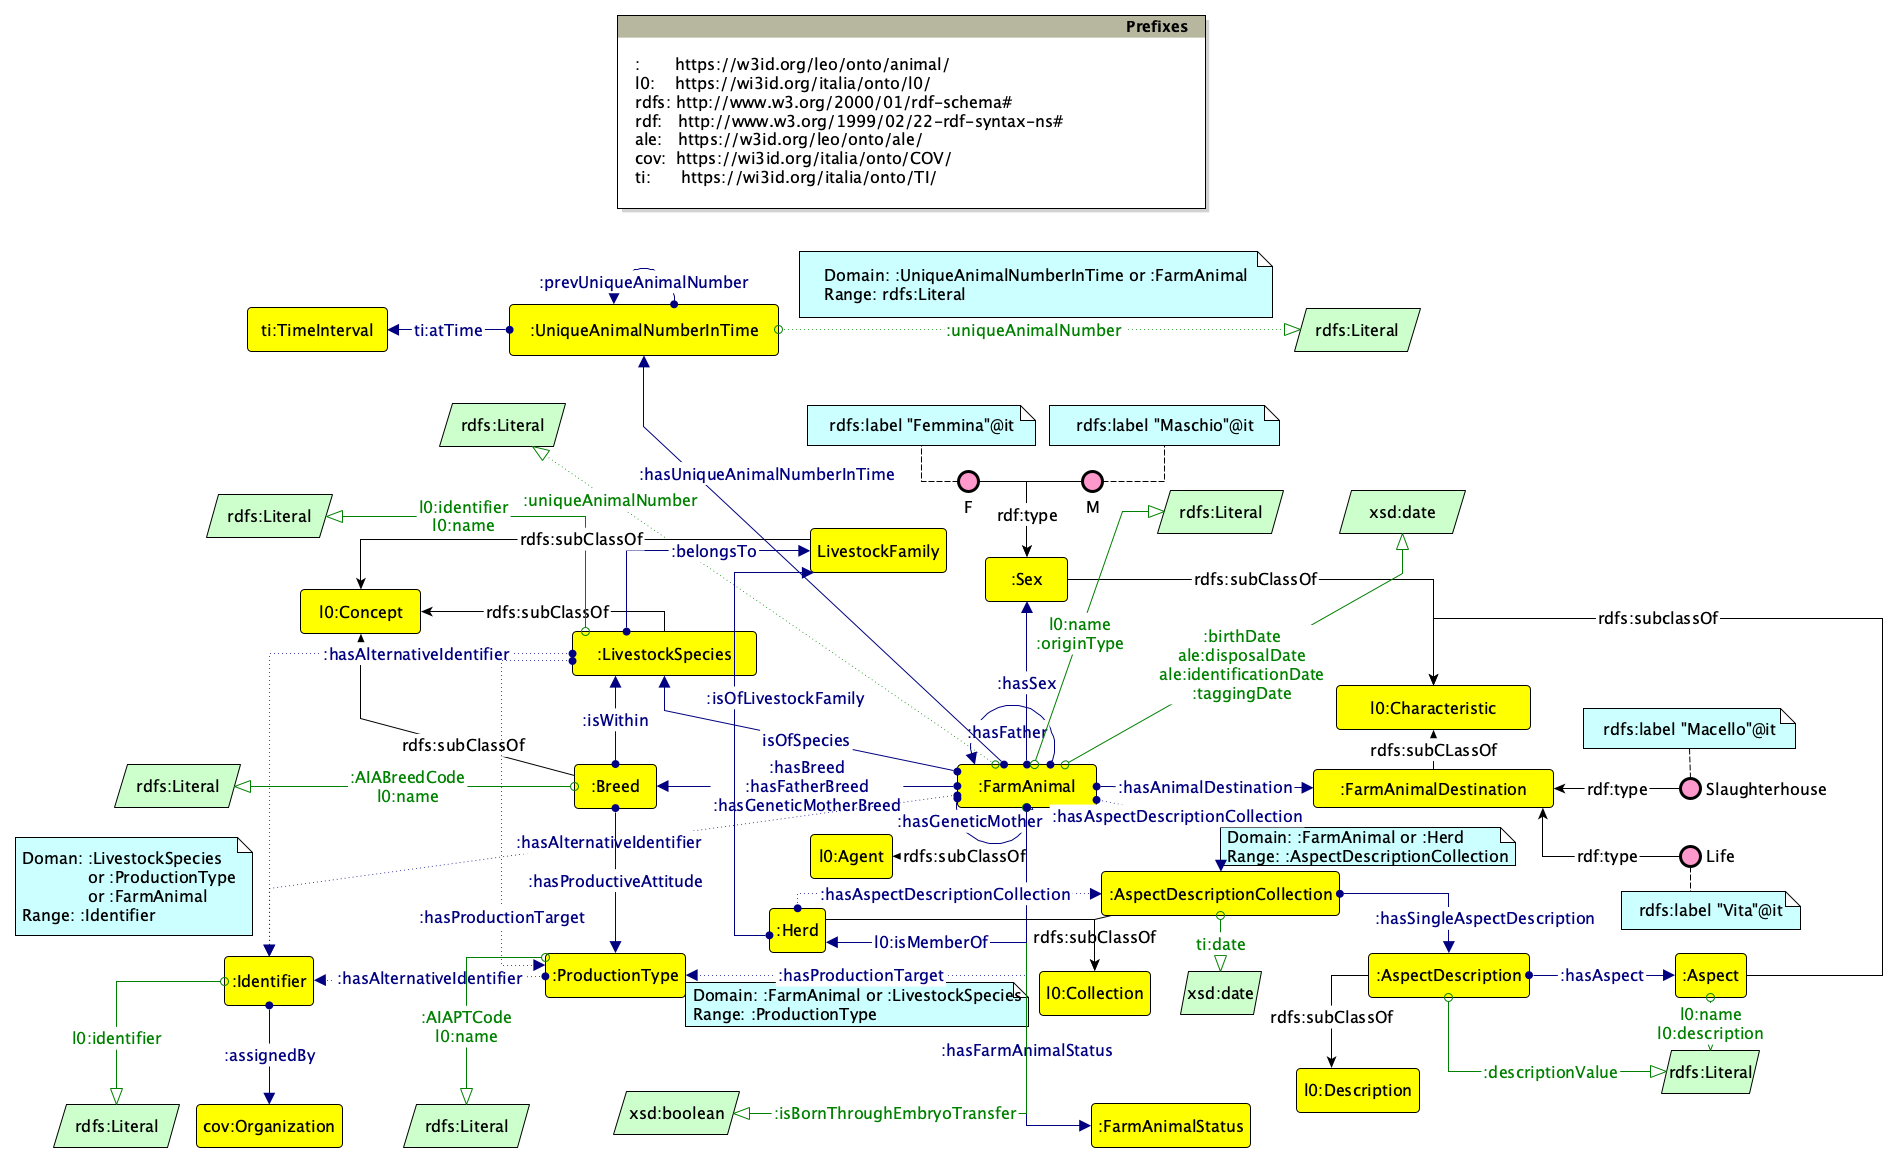 Prefixes
: https://w3id.org/leo/onto/animal/
l0: https://wi3id.org/italia/onto/l0/
rdfs: http://www.w3.org/2000/01/rdf-schema#
rdf: http://www.w3.org/1999/02/22-rdf-syntax-ns#
ale: https://w3id.org/leo/onto/ale/
cov: https://wi3id.org/italia/onto/COV/
ti: https://wi3id.org/italia/onto/TI/
:prevUniqueAnimalNumber
Domain: :UniqueAnimalNumberInTime or :FarmAnimal
Range: rdfs:Literal
ti:TimeInterval
ti:atTime
:UniqueAnimalNumberInTime
:uniqueAnimalNumber
rdfs:Literal
rdfs:Literal
rdfs:label "Femmina"@it
rdfs:label "Maschio"@it
:hasUniqueAnimalNumberInTime
:uniqueAnimalNumber
F
M
rdf:type
rdfs:Literal
l0:identifier
l0:name
rdfs:Literal
xsd:date
rdfs:subClassOf
:belongsTo
LivestockFamily
:Sex
rdfs:subClassOf
l0:Concept
rdfs:subClassOf
l0:name
:originType
rdfs:subclassOf
:birthDate
ale:disposalDate
ale:identificationDate
:taggingDate
:hasAlternativeIdentifier
:LivestockSpecies
:hasSex
:isOfLivestockFamily
l0:Characteristic
:isWithin
:hasFather
rdfs:label "Macello"@it
rdfs:subClassOf
isOfSpecies
rdfs:subCLassOf
rdfs:Literal
:AIABreedCode
l0:name
:Breed
:hasBreed
:hasFatherBreed
:hasGeneticMotherBreed
:FarmAnimal
:hasAnimalDestination
:FarmAnimalDestination
rdf:type
Slaughterhouse
:hasGeneticMother
:hasAspectDescriptionCollection
:hasAlternativeIdentifier
l0:Agent
rdfs:subClassOf
Domain: :FarmAnimal or :Herd
Range: :AspectDescriptionCollection
rdf:type
Life
Doman: :LivestockSpecies
or :ProductionType
or :FarmAnimal
Range: :Identifier
:hasProductiveAttitude
:hasAspectDescriptionCollection
:AspectDescriptionCollection
rdfs:label "Vita"@it
:hasProductionTarget
:Herd
:hasSingleAspectDescription
l0:isMemberOf
rdfs:subClassOf
ti:date
:Identifier
:hasAlternativeIdentifier
:ProductionType
:hasProductionTarget
l0:Collection
xsd:date
:AspectDescription
:hasAspect
:Aspect
Domain: :FarmAnimal or :LivestockSpecies
Range: :ProductionType
:AIAPTCode
l0:name
rdfs:subClassOf
l0:name
l0:description
l0:identifier
:assignedBy
:hasFarmAnimalStatus
:descriptionValue
rdfs:Literal
l0:Description
rdfs:Literal
cov:Organization
rdfs:Literal
xsd:boolean
:isBornThroughEmbryoTransfer
:FarmAnimalStatus